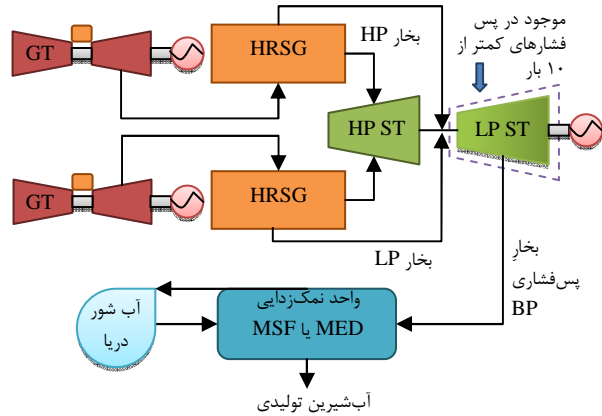 موجود در پس
فشارهای کمتر از
۱۰ بار
GT
HRSG
بخار HP
HP ST
LP ST
GT
HRSG
بخار LP
بخارِ
پس‌فشاری
BP
آب شور
دریا
واحد نمک‌زدایی
MED یا MSF
آب‌شیرین تولیدی